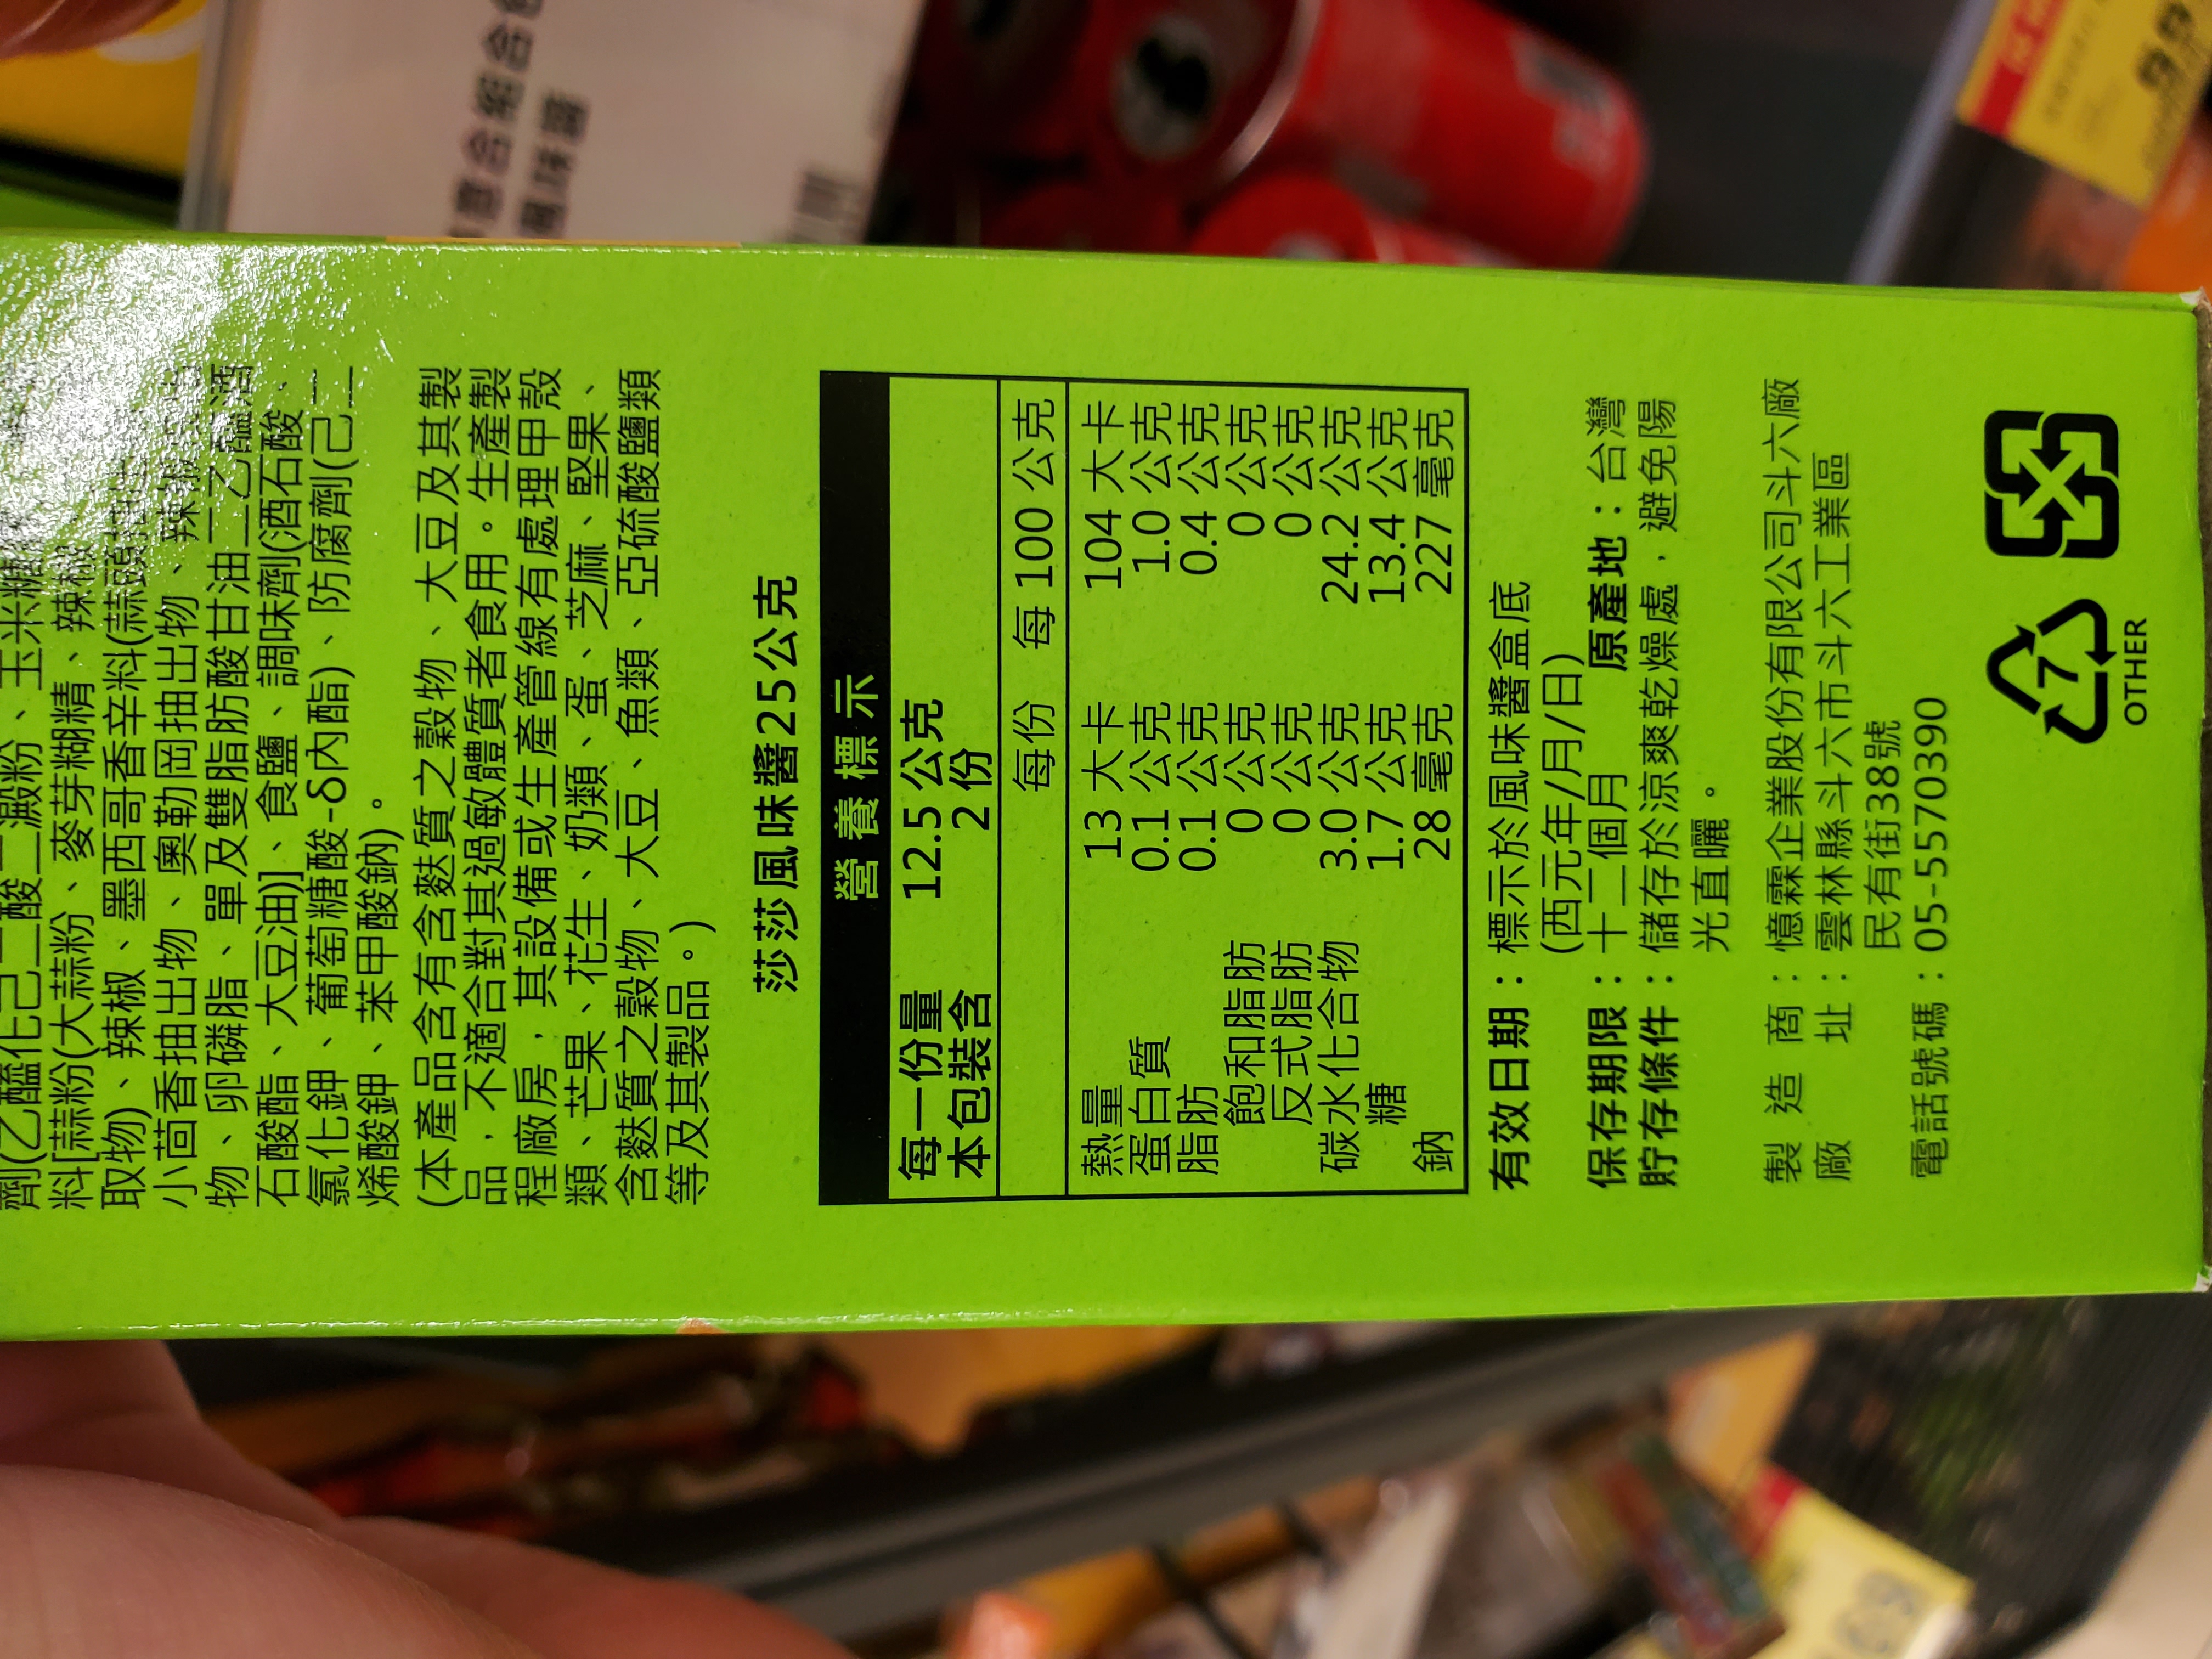 劑(乙醯化己二酸二澱粉、玉米糖
料[蒜粉(大蒜粉、麥芽糊精、辣椒
取物)、辣椒、墨西哥香辛料(蒜頭抽出
小茴香抽出物、奧勒岡抽出物、辣椒
物、卵磷脂、單及雙脂肪酸甘油二乙醯酒
石酸酯、大豆油)]、食鹽、調味劑(酒石酸、
氯化鉀、葡萄糖酸-δ內酯)、防腐劑(己二
烯酸鉀、苯甲酸鈉)。
(本產品含有含麩質之穀物、大豆及其製
品，不適合對其過敏體質者食用。生產製
程廠房，其設備或生產管線有處理甲殼
類、芒果、花生、奶類、蛋、芝麻、堅果、
含麩質之穀物、大豆、魚類、亞硫酸鹽類
等及其製品。)
莎莎風味醬25公克
營養標示
每一份量 12.5 公克
本包裝含 2 份
每份 每 100 公克
熱量 13 大卡 104 大卡
蛋白質 0.1 公克 1.0 公克
脂肪 0.1 公克 0.4 公克
飽和脂肪 0 公克 0 公克
反式脂肪 0 公克 0 公克
碳水化合物 3.0 公克 24.2 公克
糖 1.7 公克 13.4 公克
鈉 28 毫克 227 毫克
有效日期：標示於風味醬盒底
(西元年/月/日)
保存期限：十二個月 原產地：台灣
貯存條件：儲存於涼爽乾燥處，避免陽
光直曬。
製造商：憶霖企業股份有限公司斗六廠
廠址：雲林縣斗六市斗六工業區
民有街38號
電話號碼：05-5570390
7
OTHER
意合組合
風味醬
69